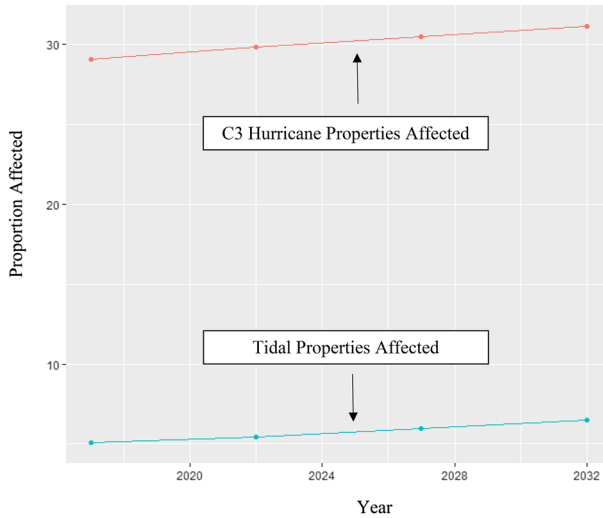 30
C3 Hurricane Properties Affected
Proportion Affected
20
Tidal Properties Affected
10
2020 2024 2028 2032
Year